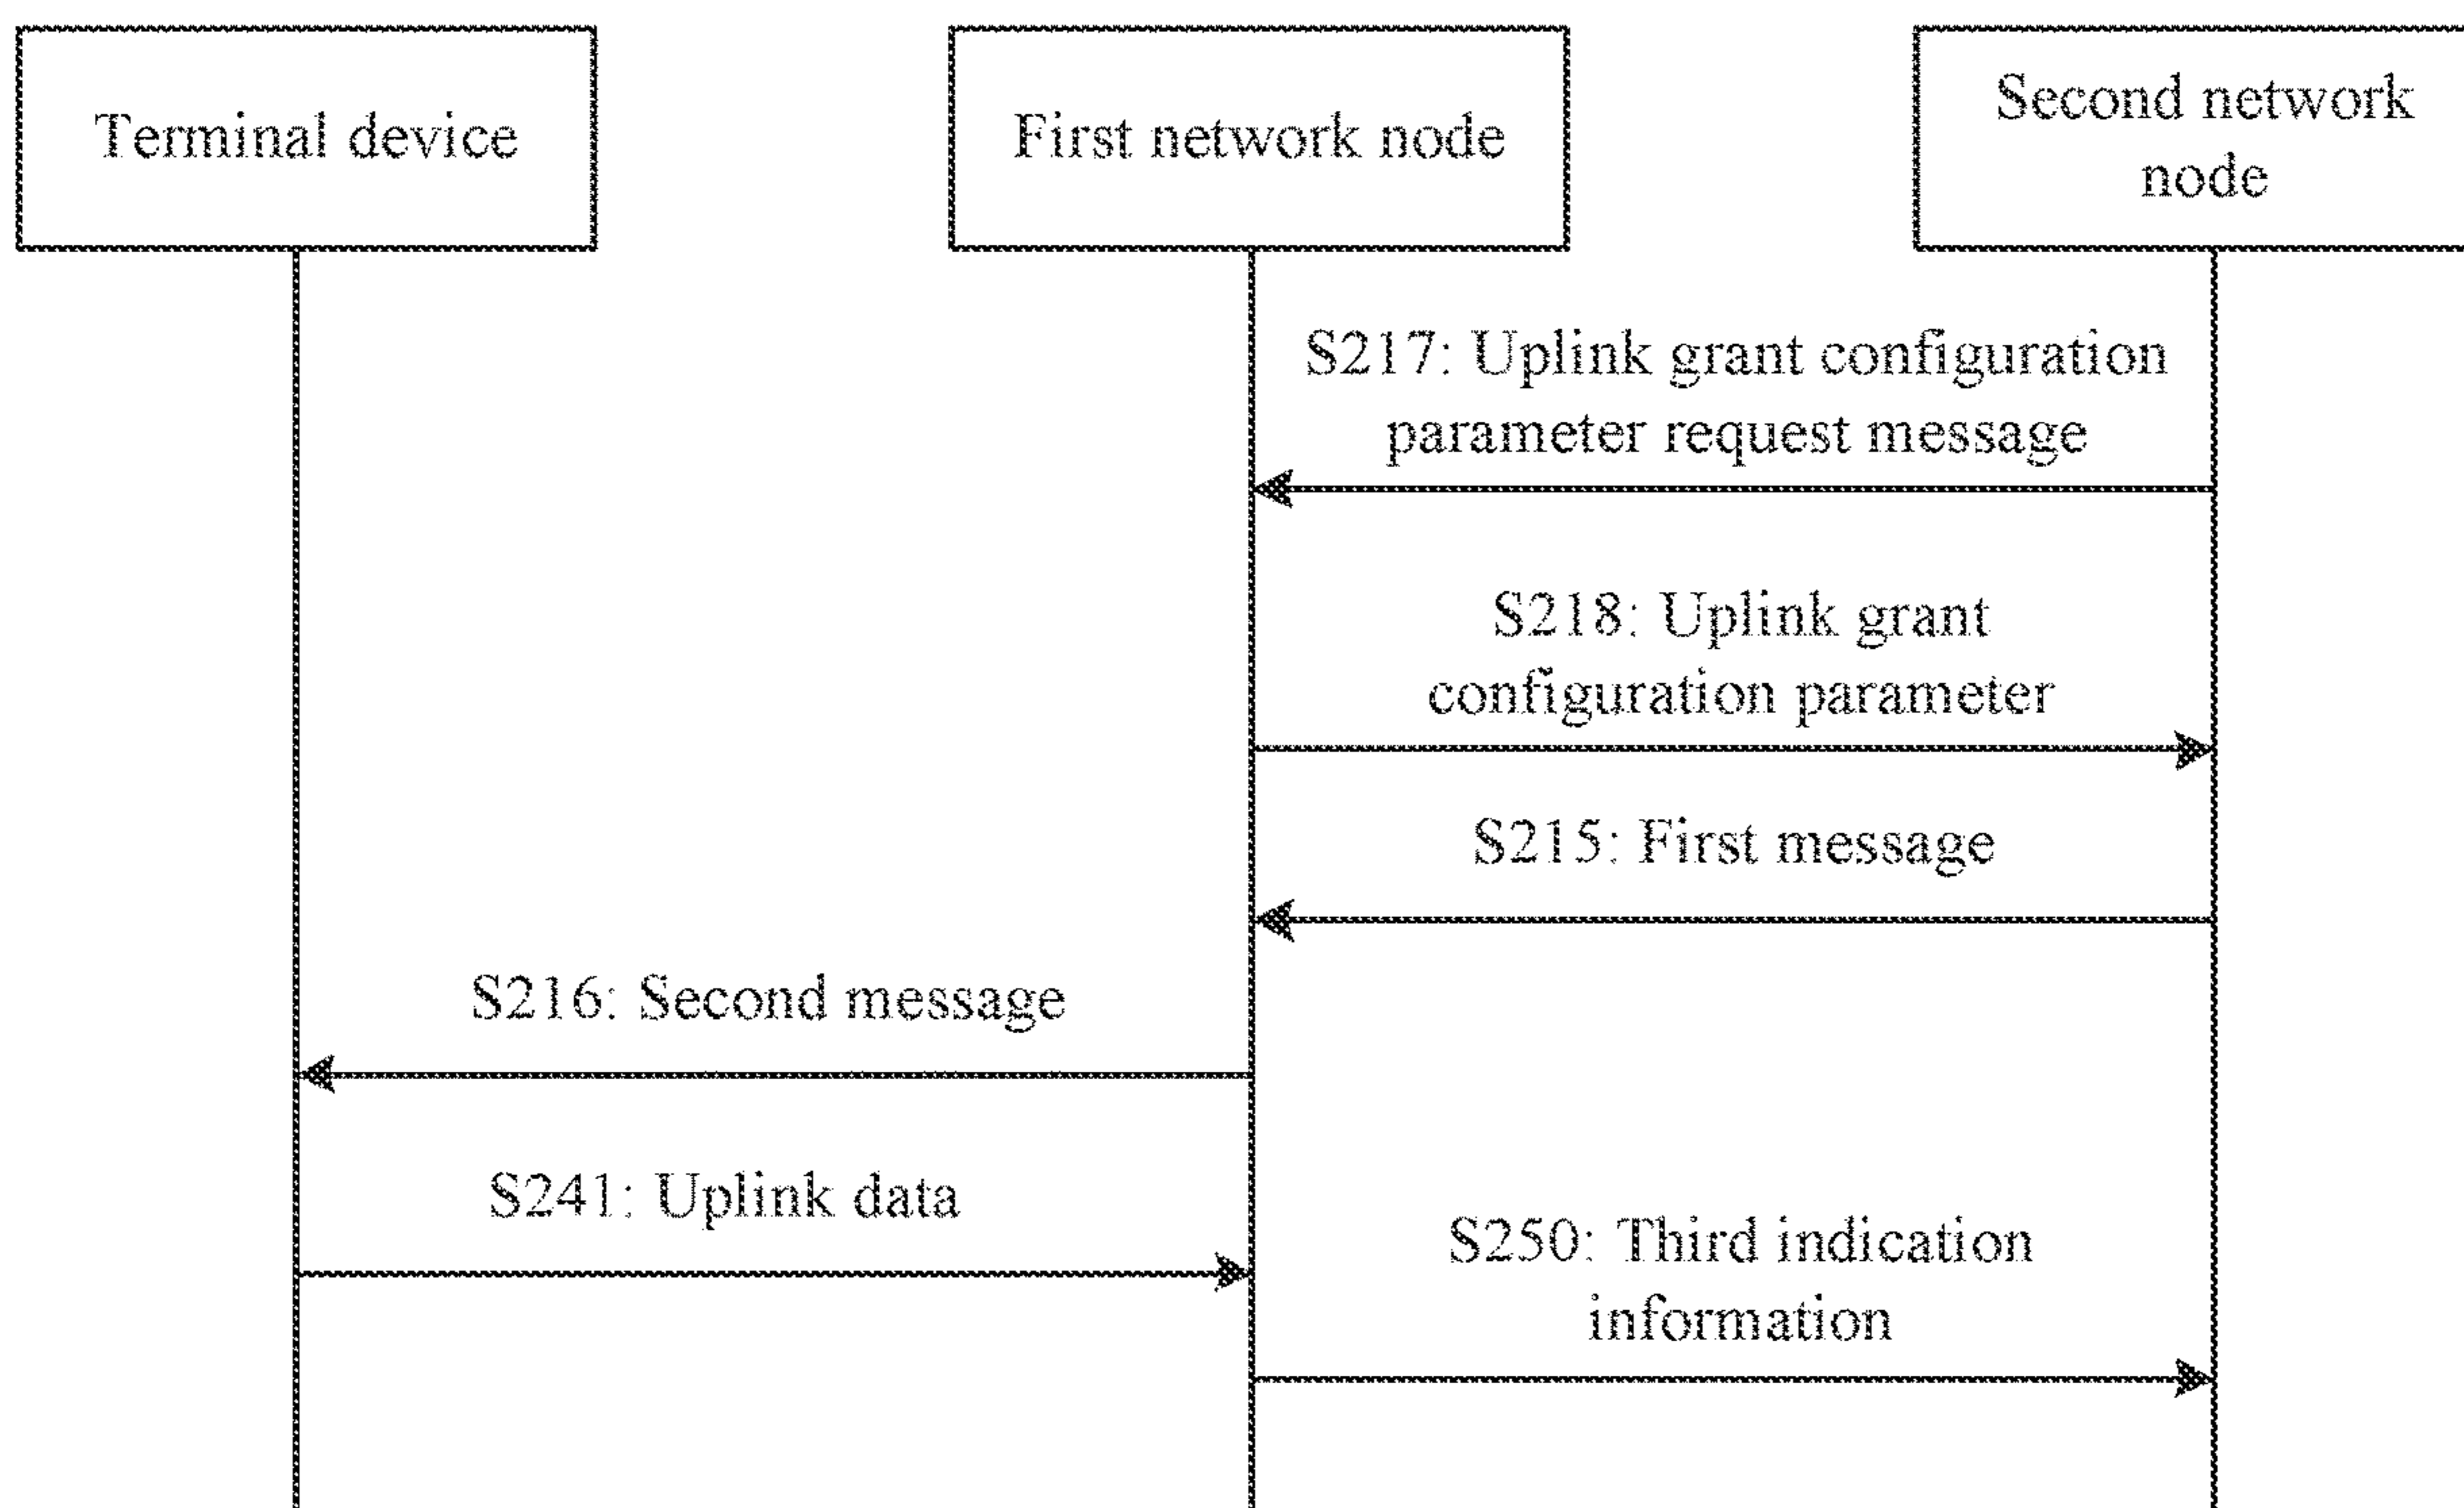 Terminal device
First network node
Second network
node
S217: Uplink grant configuration
parameter request message
S218: Uplink grant
configuration parameter
S215: First message
S216: Second message
S241: Uplink data
S250: Third indication
information